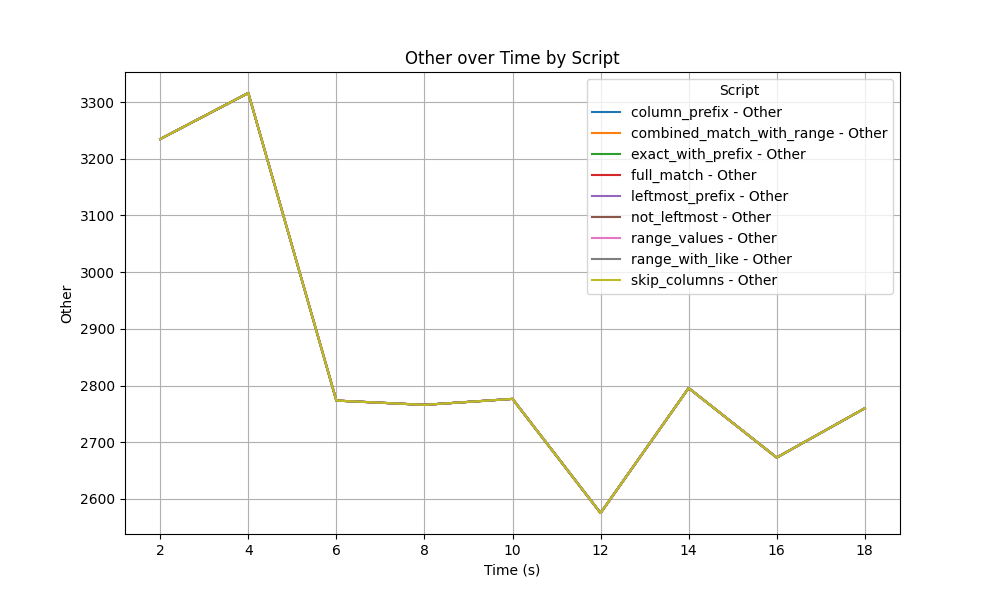 Other over Time by Script
Script
column_prefix - Other
combined_match_with_range - Other
exact_with_prefix - Other
full_match - Other
leftmost_prefix - Other
not_leftmost - Other
range_values - Other
range_with_like - Other
skip_columns - Other
Other
3300
3200
3100
3000
2900
2800
2700
2600
2 4 6 8 10 12 14 16 18
Time (s)